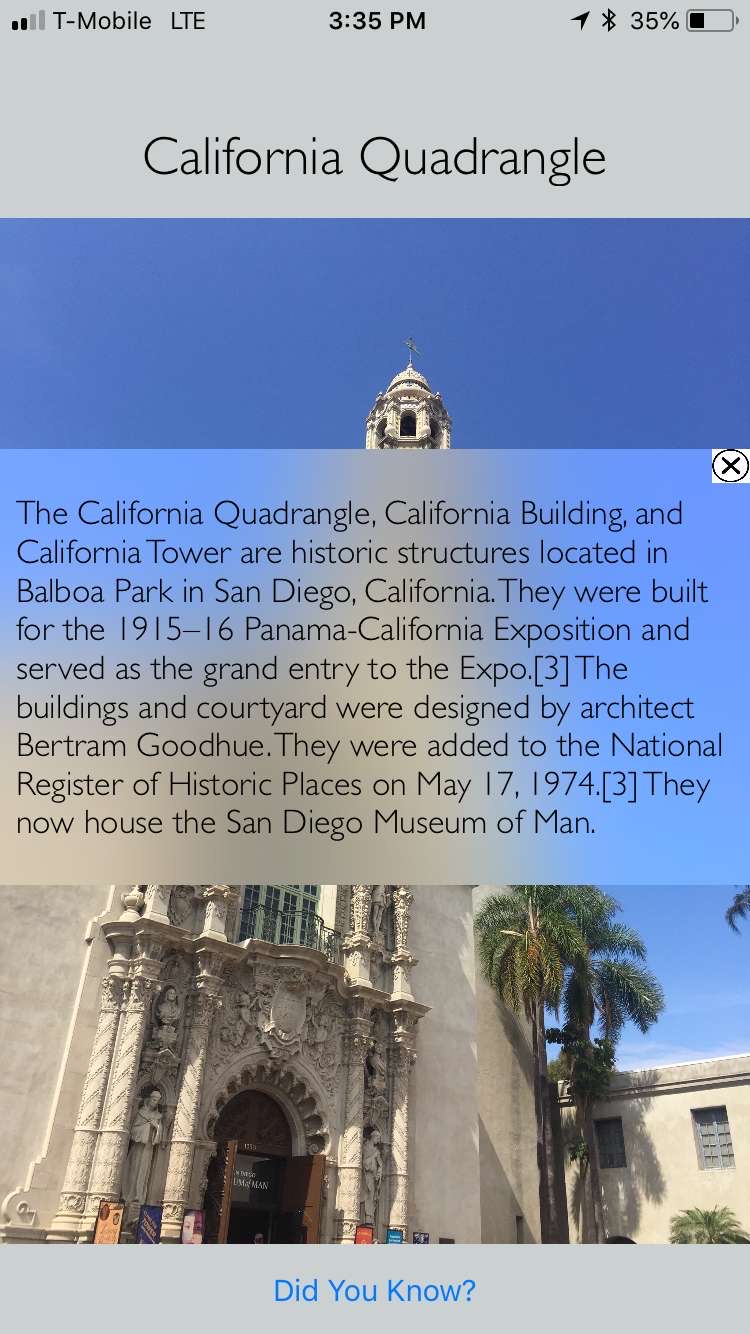 T-Mobile LTE 3:35 PM 35%
California Quadrangle
The California Quadrangle, California Building, and
California Tower are historic structures located in
Balboa Park in San Diego, California. They were built
for the 1915–16 Panama-California Exposition and
served as the grand entry to the Expo.[3] The
buildings and courtyard were designed by architect
Bertram Goodhue. They were added to the National
Register of Historic Places on May 17, 1974.[3] They
now house the San Diego Museum of Man.
DIEGO
of MAN
Did You Know?